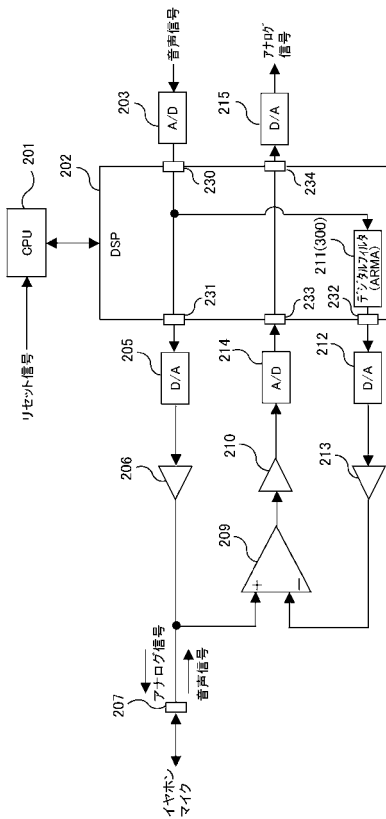 リセット信号
CPU
201
202
DSP
音声信号
203
A/D
230
231
205
D/A
206
207
アナログ信号
音声信号
イヤホン
マイク
209
+
−
210
214
A/D
233
234
215
D/A
アナログ
信号
211(300)
デジタルフィルタ
(ARMA)
232
212
D/A
213